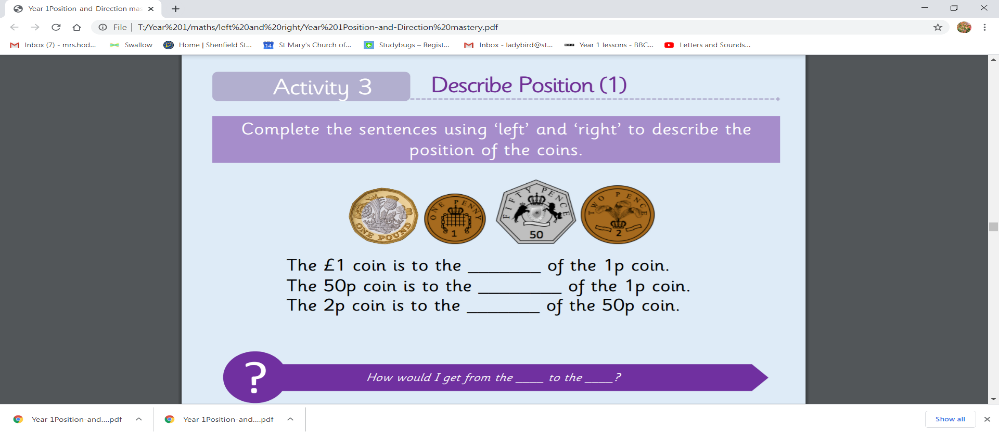 Year 1Position and Direction ma
File | T:/Year%201/maths/left%20and%20right/Year%201Position-and-Direction%20mastery.pdf
Inbox (7) - mrs.hod... Swallow Home | Shenfield St... St Mary's Church of... Studybugs – Regist... Inbox - ladybird@st... Year 1 lessons - BBC... Letters and Sounds...
Activity 3 Describe Position (1)
Complete the sentences using 'left' and 'right' to describe the
position of the coins.
ONE POUND
ONE PENNY
1
FIFTY PENCE
50
TWO PENCE
2
The £1 coin is to the ________ of the 1p coin.
The 50p coin is to the _________ of the 1p coin.
The 2p coin is to the ________ of the 50p coin.
? How would I get from the ____ to the ____?
Year 1Position-and....pdf Year 1Position-and....pdf Show all